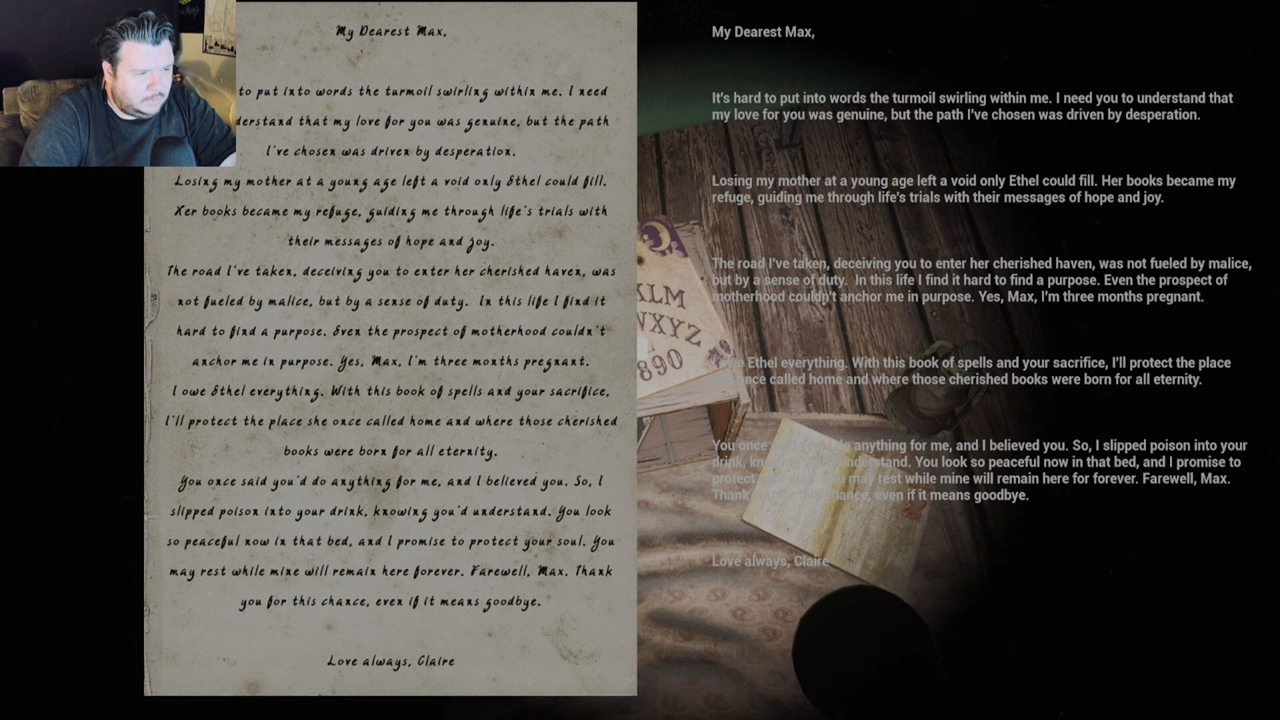 My Dearest Max,
to put into words the turmoil swirling within me. I need
derstand that my love for you was genuine, but the path
I've chosen was driven by desperation.
Losing my mother at a young age left a void only Ethel could fill.
Her books became my refuge, guiding me through life's trials with
their messages of hope and joy.
The road I've taken, deceiving you to enter her cherished haven, was
not fueled by malice, but by a sense of duty. In this life I find it
hard to find a purpose. Even the prospect of motherhood couldn't
anchor me in purpose. Yes, Max, I'm three months pregnant.
I owe Ethel everything. With this book of spells and your sacrifice,
I'll protect the place she once called home and where those cherished
books were born for all eternity.
You once said you'd do anything for me, and I believed you. So, I
slipped poison into your drink, knowing you'd understand. You look
so peaceful now in that bed, and I promise to protect your soul. You
may rest while mine will remain here forever. Farewell, Max. Thank
you for this chance, even if it means goodbye.
Love always, Claire
My Dearest Max,
It's hard to put into words the turmoil swirling within me. I need you to understand that
my love for you was genuine, but the path I've chosen was driven by desperation.
Losing my mother at a young age left a void only Ethel could fill. Her books became my
refuge, guiding me through life's trials with their messages of hope and joy.
The road I've taken, deceiving you to enter her cherished haven, was not fueled by malice,
but by a sense of duty. In this life I find it hard to find a purpose. Even the prospect of
motherhood couldn't anchor me in purpose. Yes, Max, I'm three months pregnant.
Ethel everything. With this book of spells and your sacrifice, I'll protect the place
once called home and where those cherished books were born for all eternity.
You once anything for me, and I believed you. So, I slipped poison into your
drink, understand. You look so peaceful now in that bed, and I promise to
protect may rest while mine will remain here for forever. Farewell, Max.
Thank chance, even if it means goodbye.
Love always, Claire
KLM
WXYZ
890